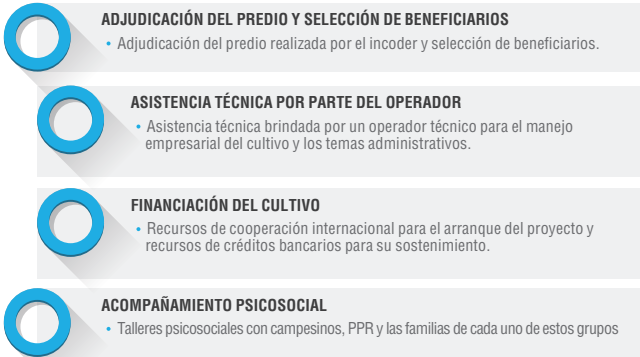 ADJUDICACIÓN DEL PREDIO Y SELECCIÓN DE BENEFICIARIOS
• Adjudicación del predio realizada por el incoder y selección de beneficiarios.
ASISTENCIA TÉCNICA POR PARTE DEL OPERADOR
• Asistencia técnica brindada por un operador técnico para el manejo
empresarial del cultivo y los temas administrativos.
FINANCIACIÓN DEL CULTIVO
• Recursos de cooperación internacional para el arranque del proyecto y
recursos de créditos bancarios para su sostenimiento.
ACOMPAÑAMIENTO PSICOSOCIAL
• Talleres psicosociales con campesinos, PPR y las familias de cada uno de estos grupos